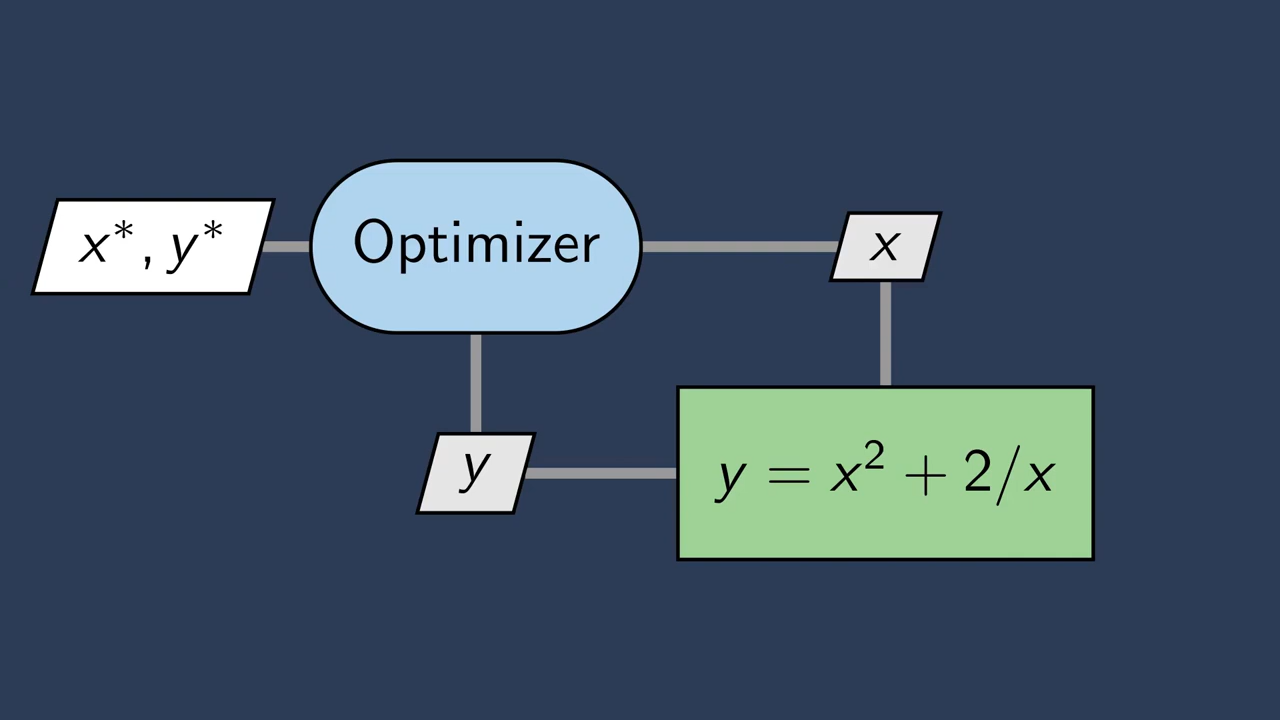 x*, y*
Optimizer
x
y
y = x² + 2/x